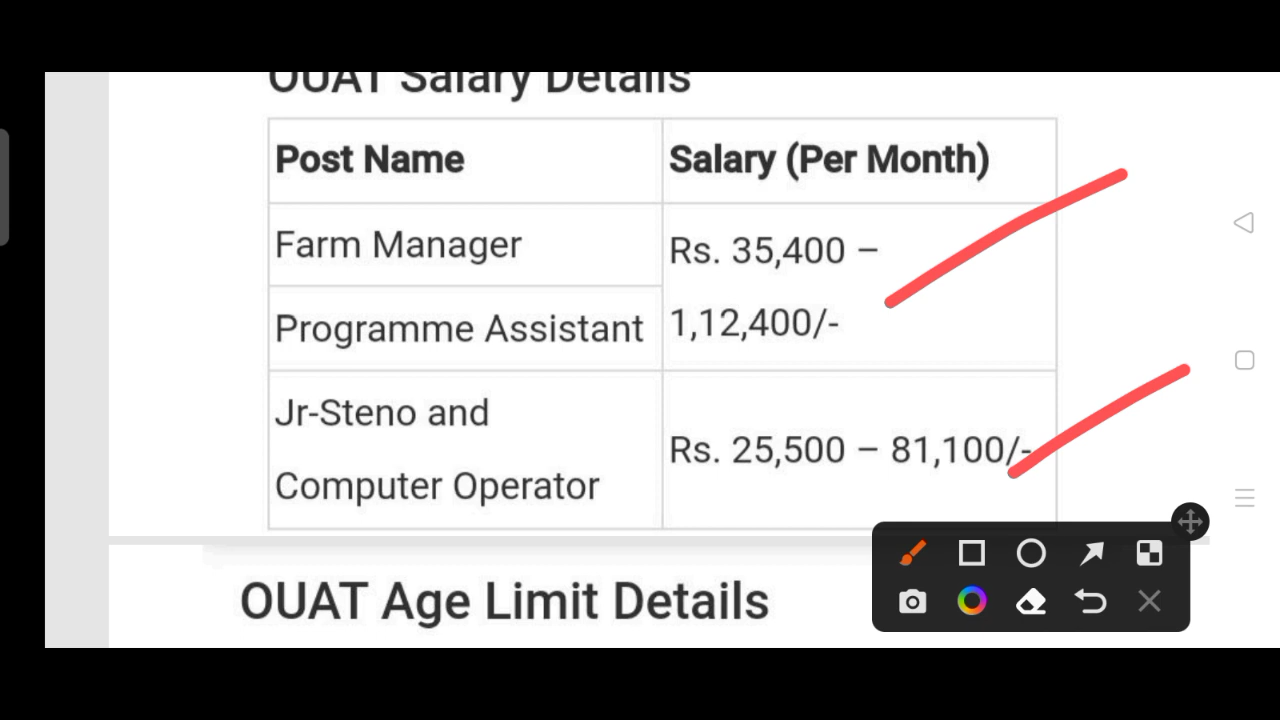 OUAT Salary Details
Post Name
Salary (Per Month)
Farm Manager
Rs. 35,400 –
1,12,400/-
Programme Assistant
Jr-Steno and
Computer Operator
Rs. 25,500 – 81,100/-
OUAT Age Limit Details